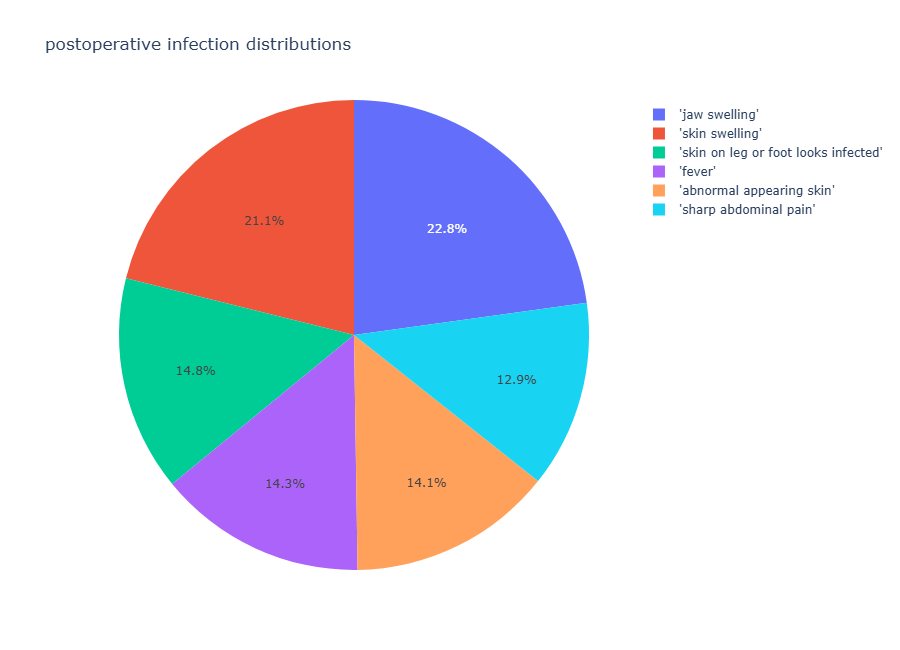 postoperative infection distributions
'jaw swelling'
'skin swelling'
'skin on leg or foot looks infected'
'fever'
'abnormal appearing skin'
'sharp abdominal pain'
21.1%
22.8%
14.8%
12.9%
14.3%
14.1%